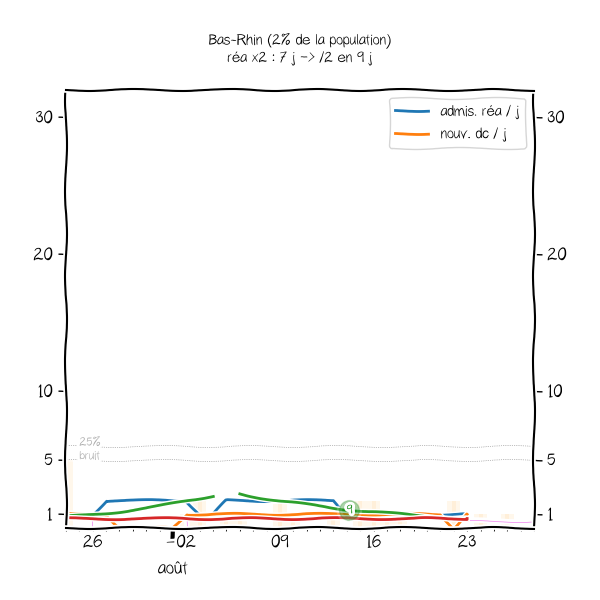 Bas-Rhin (2% de la population)
réa x2 : 7 j -> /2 en 9 j
admis. réa / j
nouv. dc / j
30
30
20
20
10
10
25%
bruit
5
5
9
1
1
26
02
09
16
23
août